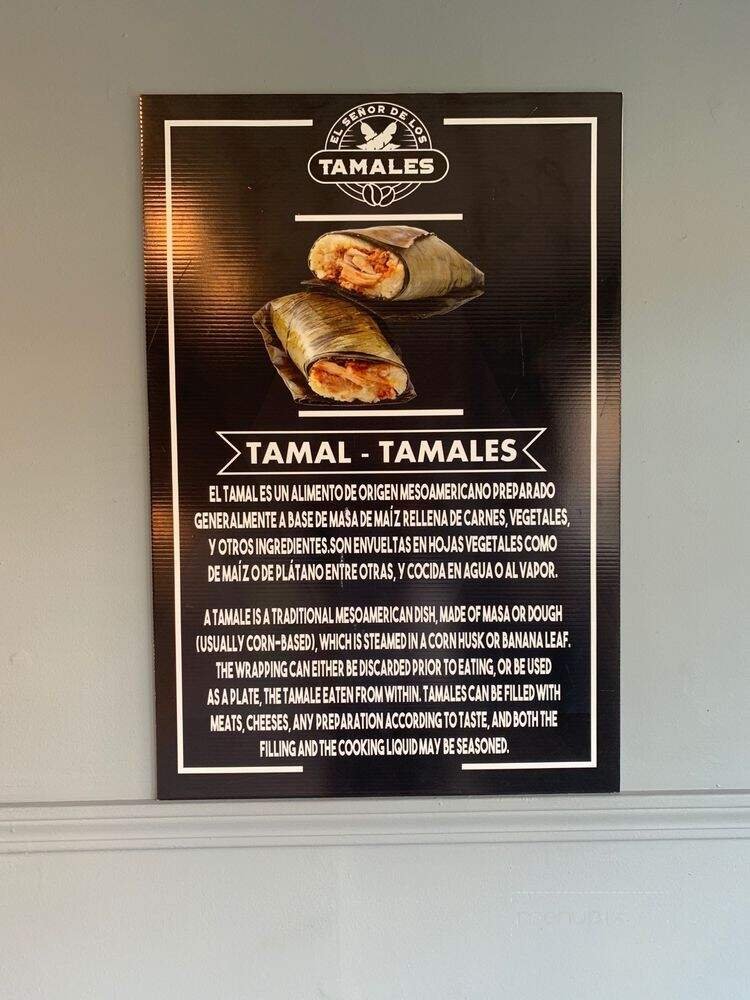 EL SEÑOR DE LOS
TAMALES
TAMAL - TAMALES
EL TAMAL ES UN ALIMENTO DE ORIGEN MESOAMERICANO PREPARADO
GENERALMENTE A BASE DE MASA DE MAÍZ RELLENA DE CARNES, VEGETALES,
Y OTROS INGREDIENTES.SON ENVUELTAS EN HOJAS VEGETALES COMO
DE MAÍZ O DE PLÁTANO ENTRE OTRAS, Y COCIDA EN AGUA O AL VAPOR.
A TAMALE IS A TRADITIONAL MESOAMERICAN DISH, MADE OF MASA OR DOUGH
(USUALLY CORN-BASED), WHICH IS STEAMED IN A CORN HUSK OR BANANA LEAF.
THE WRAPPING CAN EITHER BE DISCARDED PRIOR TO EATING, OR BE USED
AS A PLATE, THE TAMALE EATEN FROM WITHIN. TAMALES CAN BE FILLED WITH
MEATS, CHEESES, ANY PREPARATION ACCORDING TO TASTE, AND BOTH THE
FILLING AND THE COOKING LIQUID MAY BE SEASONED.